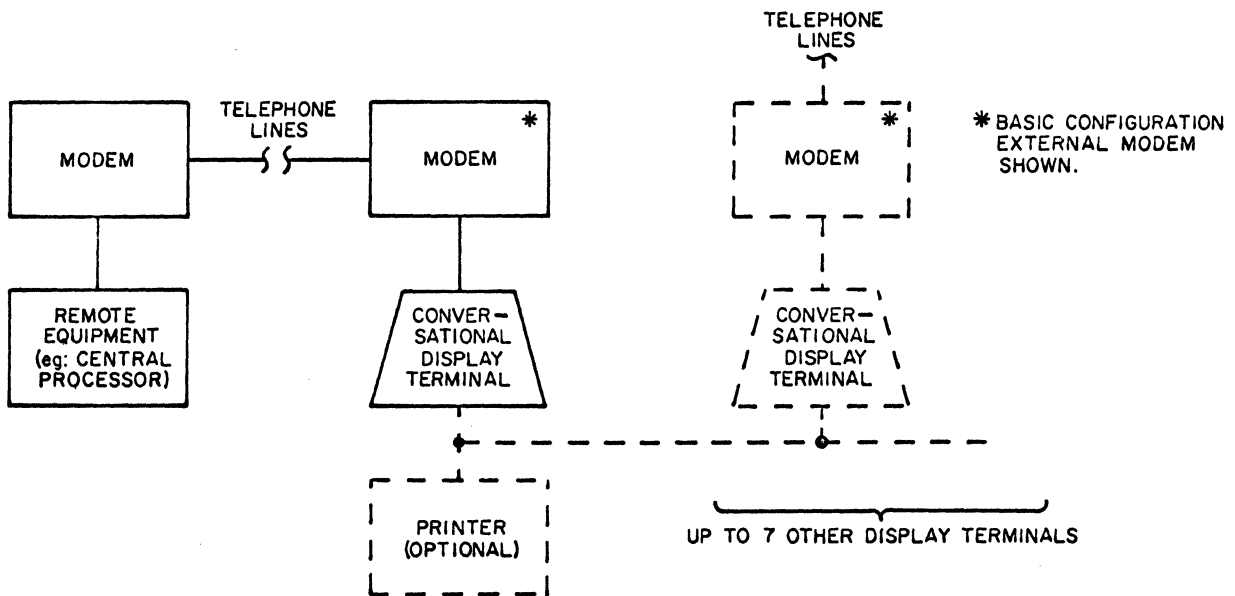 TELEPHONE
LINES
TELEPHONE
LINES
MODEM
MODEM
*
MODEM
*
* BASIC CONFIGURATION
EXTERNAL MODEM
SHOWN.
REMOTE
EQUIPMENT
(eg: CENTRAL
PROCESSOR)
CONVER-
SATIONAL
DISPLAY
TERMINAL
CONVER-
SATIONAL
DISPLAY
TERMINAL
PRINTER
(OPTIONAL)
UP TO 7 OTHER DISPLAY TERMINALS